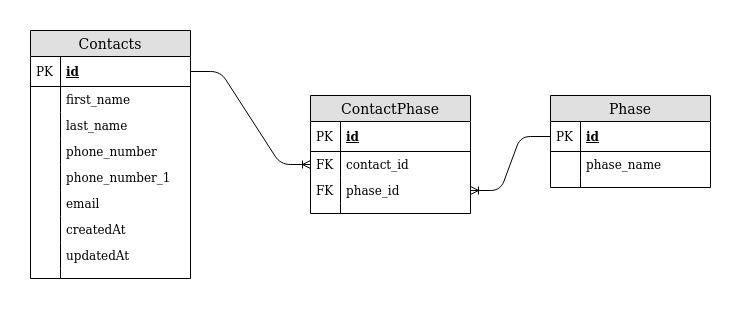 Contacts
PK id
first_name
last_name
phone_number
phone_number_1
email
createdAt
updatedAt
ContactPhase
PK id
FK contact_id
FK phase_id
Phase
PK id
phase_name